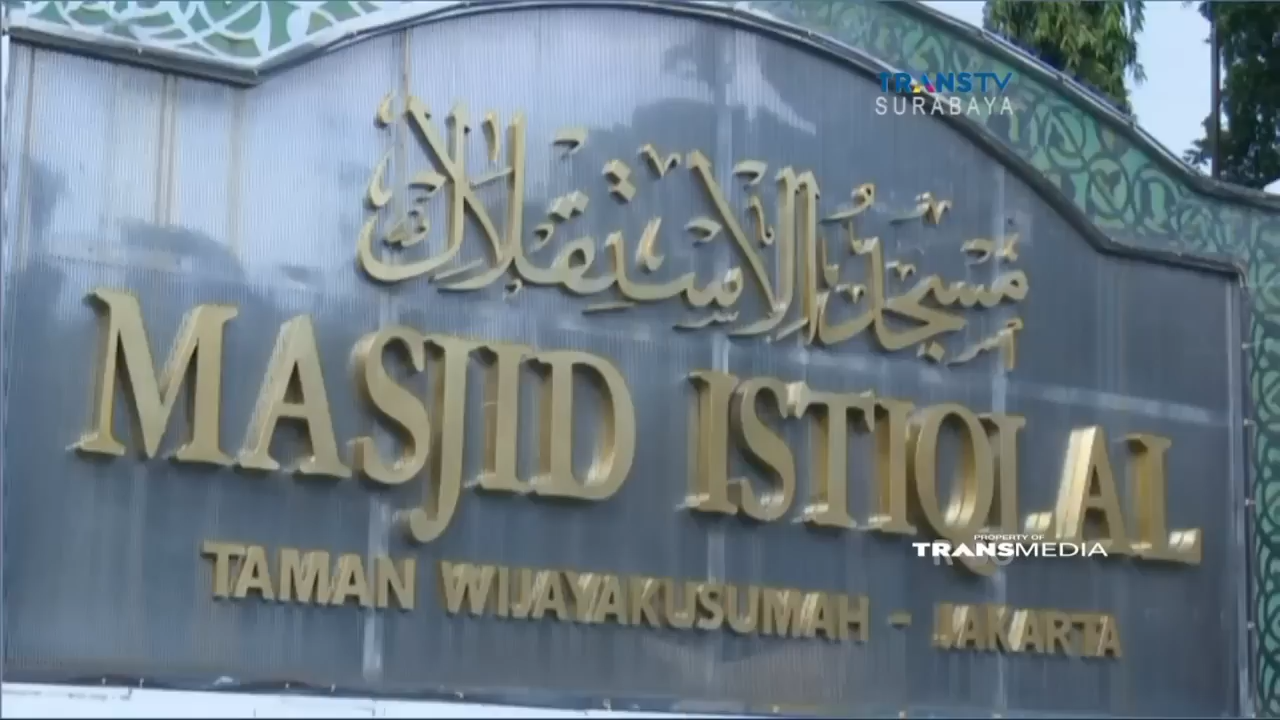 TRANSTV
SURABAYA
مسجد الاستقلال
MASJID ISTIQLAL
TAMAN WIJAYAKUSUMAH - JAKARTA
PROPERTY OF
TRANSMEDIA